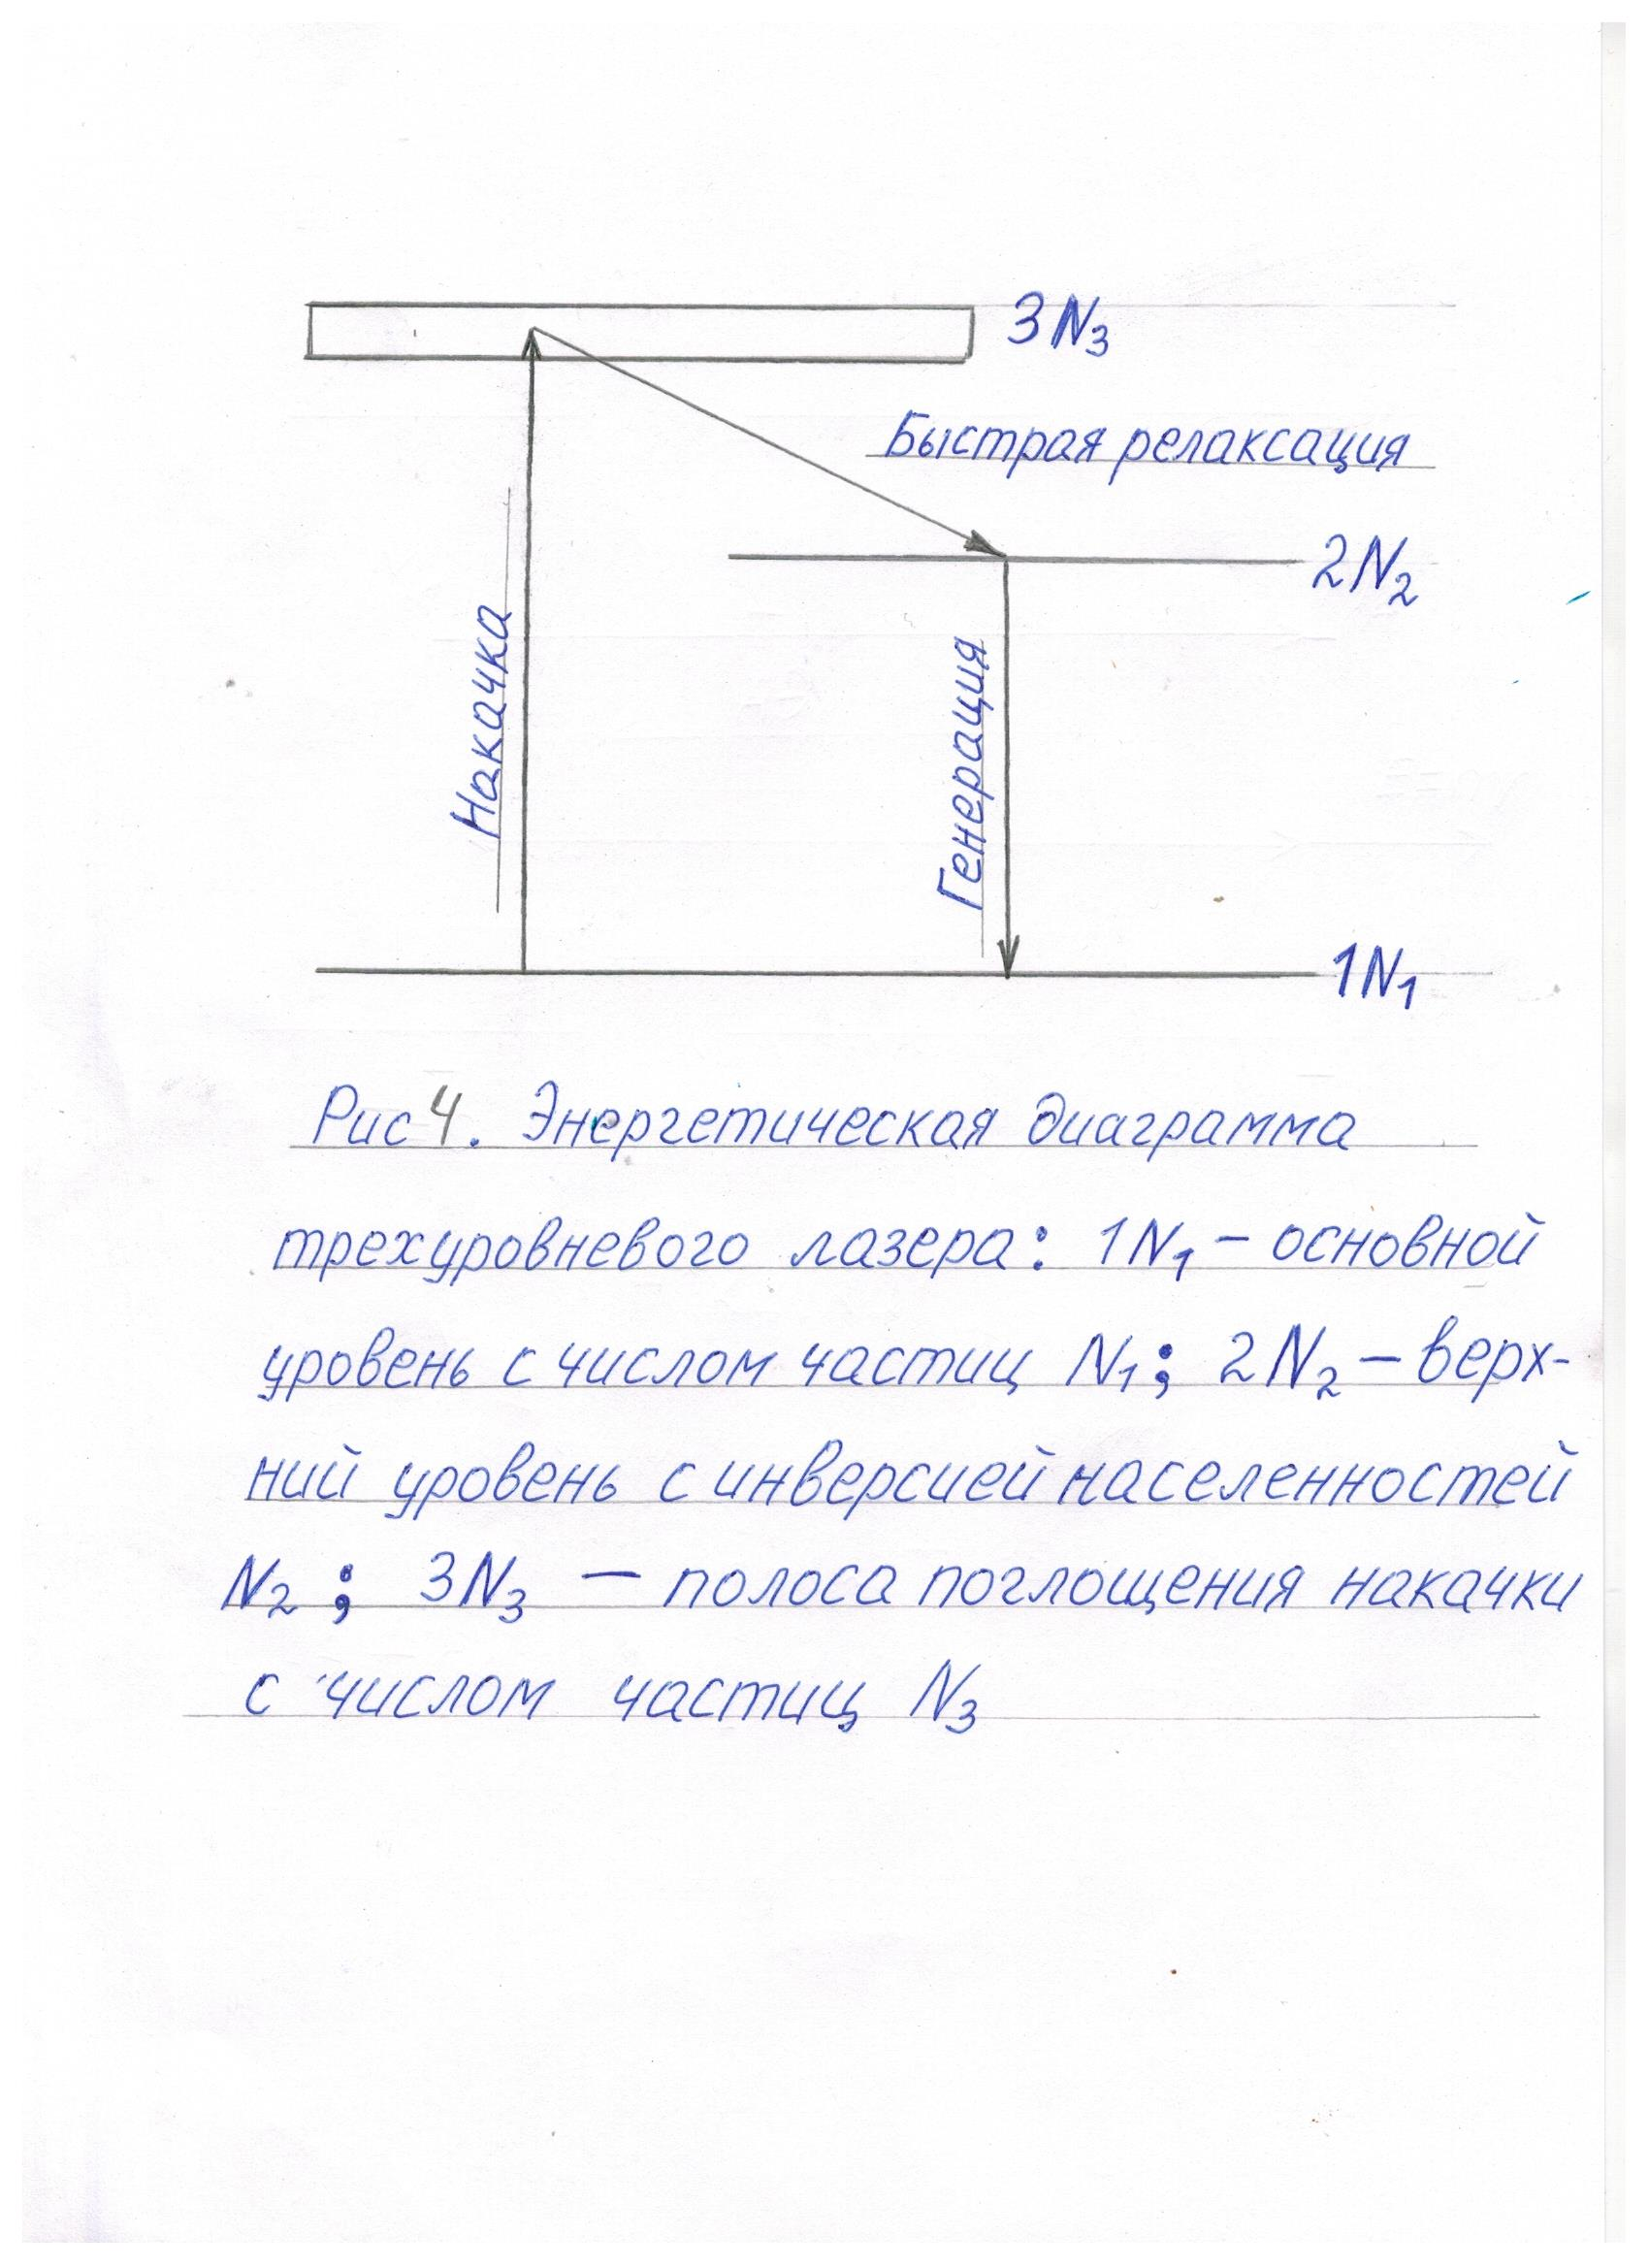 3N₃
Быстрая релаксация
2N₂
Накачка
Генерация
1N₁
Рис 4. Энергетическая диаграмма
трехуровневого лазера: 1N₁ – основной
уровень с числом частиц N₁; 2N₂ – верх-
ний уровень с инверсией населенностей
N₂; 3N₃ – полоса поглощения накачки
с числом частиц N₃